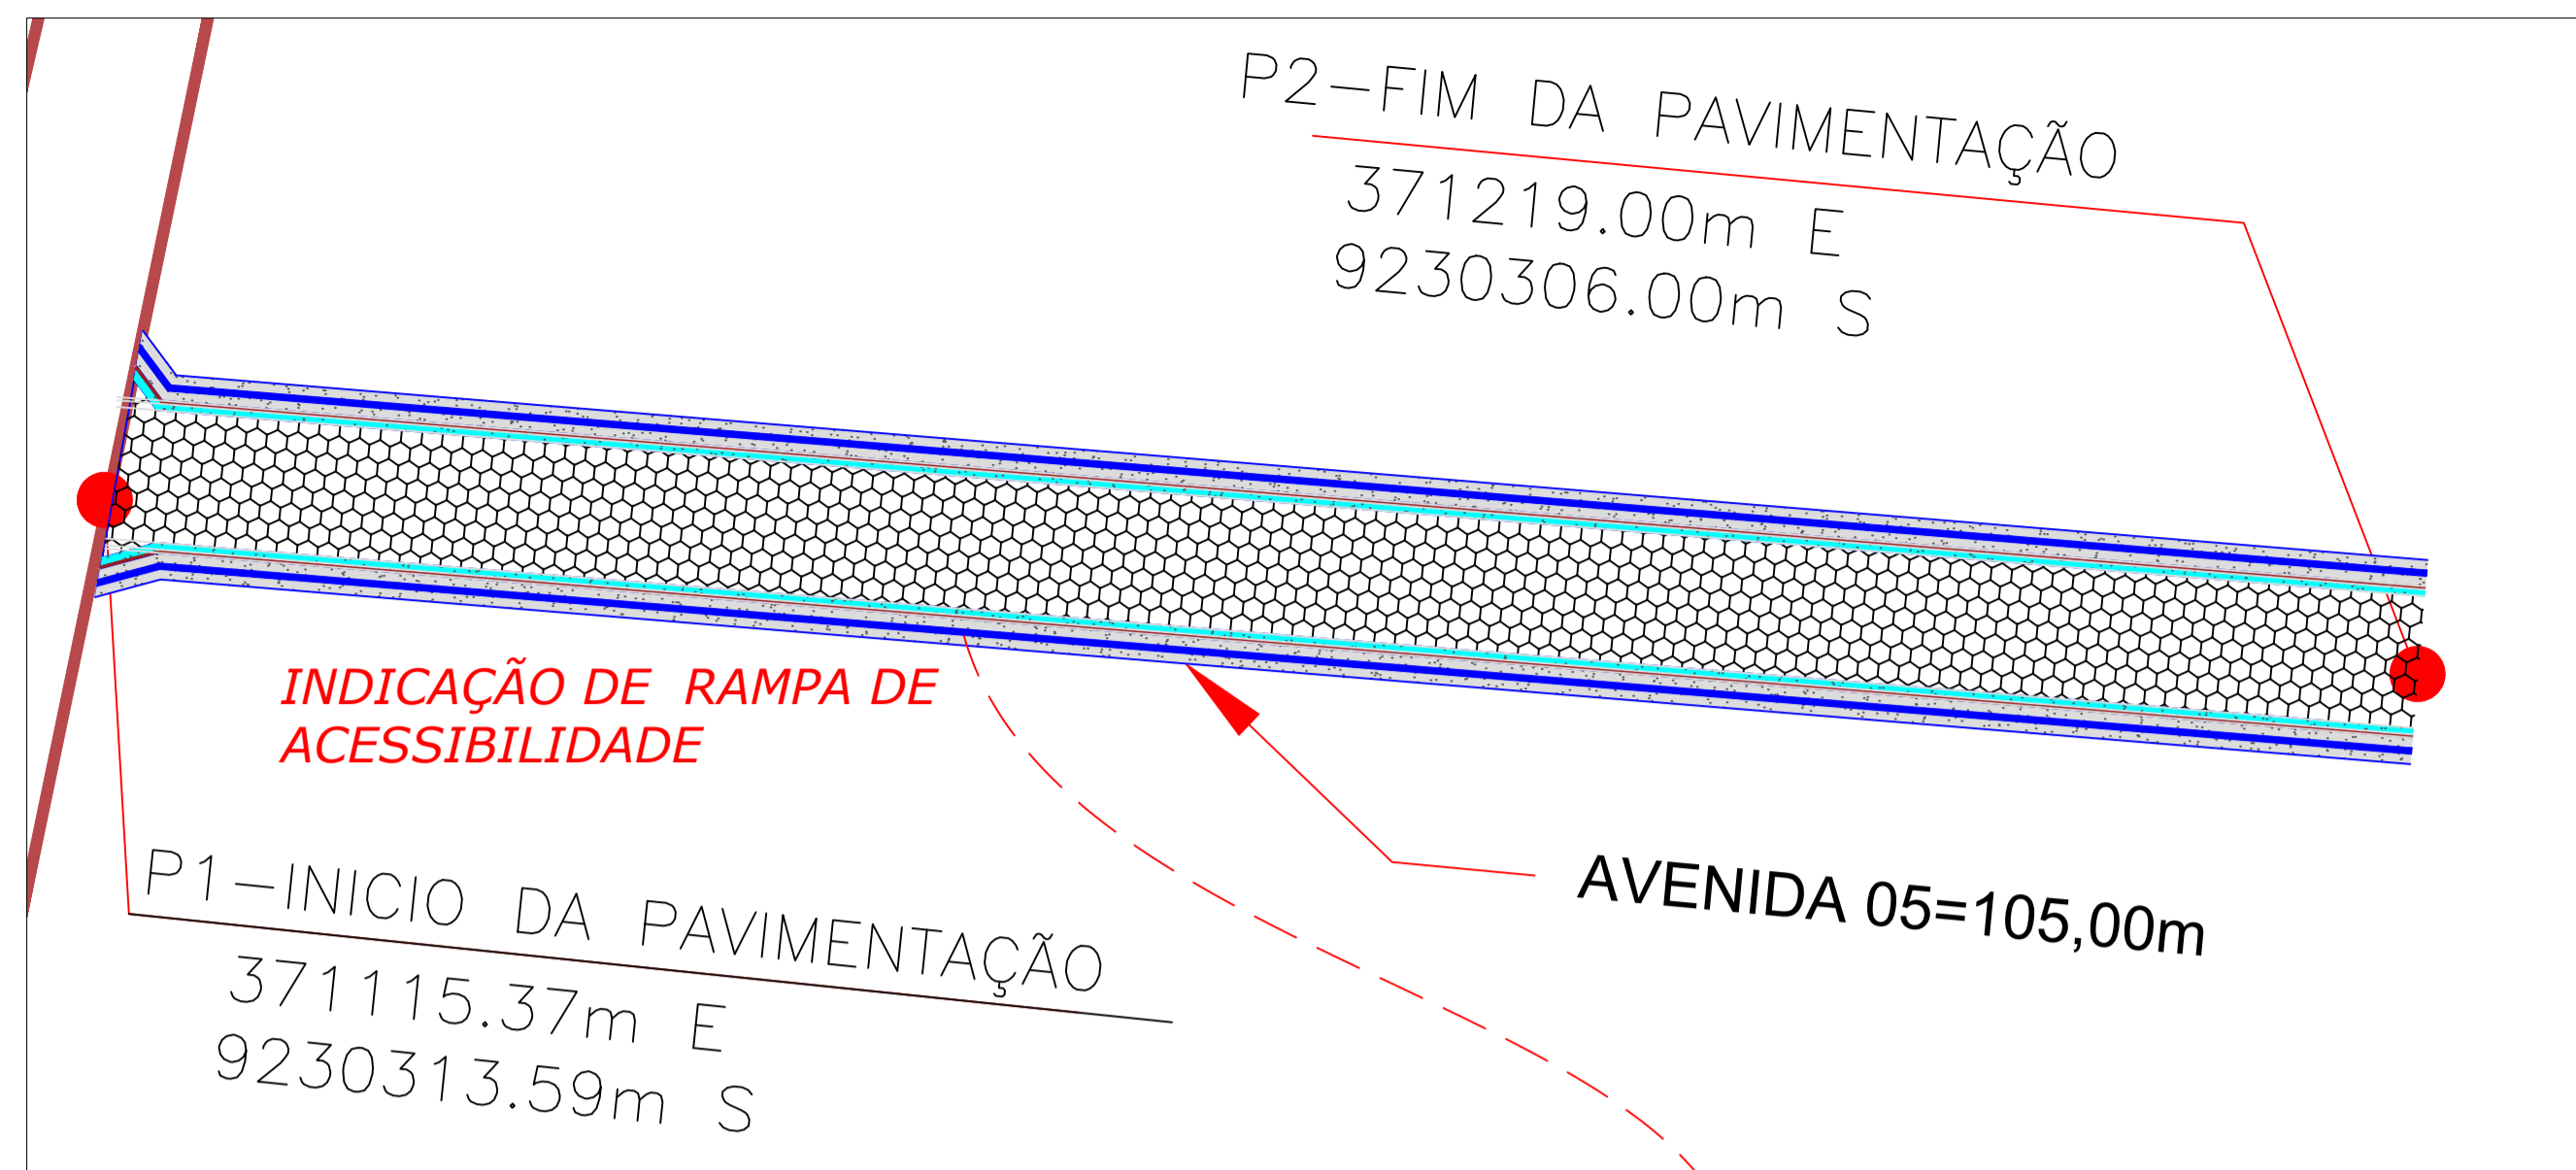 P2-FIM DA PAVIMENTAÇÃO
371219.00m E
9230306.00m S
INDICAÇÃO DE RAMPA DE
ACESSIBILIDADE
P1-INICIO DA PAVIMENTAÇÃO
371115.37m E
9230313.59m S
AVENIDA 05=105,00m